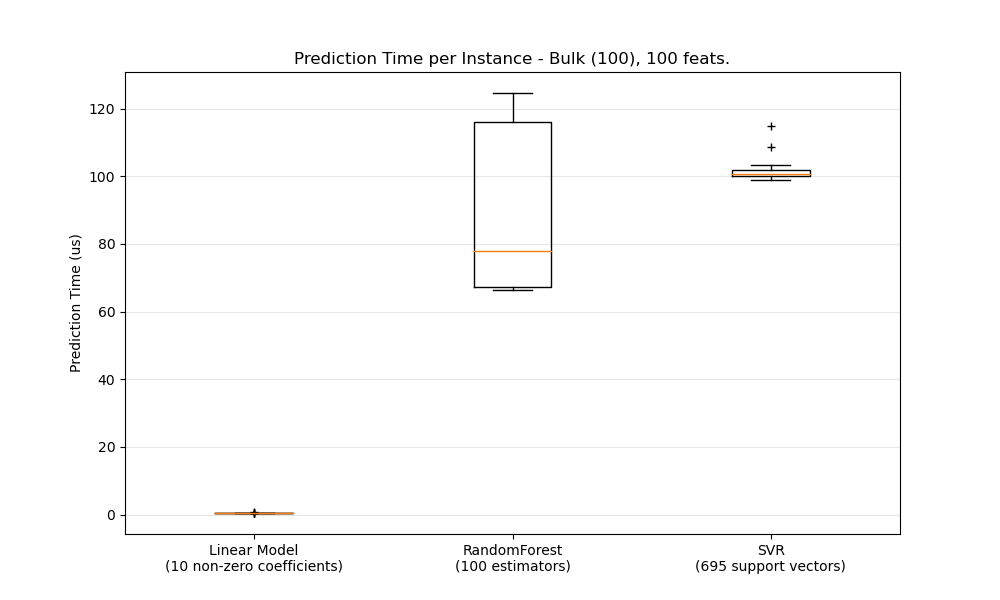 Prediction Time per Instance - Bulk (100), 100 feats.
Prediction Time (us)
120
100
80
60
40
20
0
Linear Model
(10 non-zero coefficients)
RandomForest
(100 estimators)
SVR
(695 support vectors)